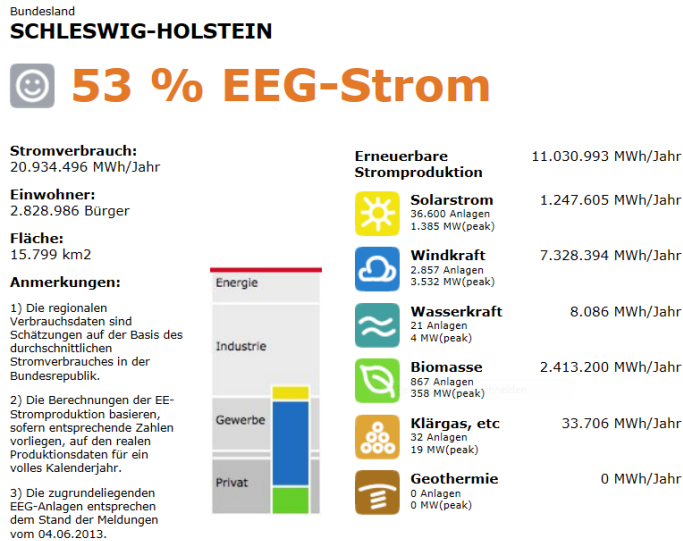 Bundesland
SCHLESWIG-HOLSTEIN
53 % EEG-Strom
Stromverbrauch:
20.934.496 MWh/Jahr
Einwohner:
2.828.986 Bürger
Fläche:
15.799 km2
Anmerkungen:
1) Die regionalen
Verbrauchsdaten sind
Schätzungen auf der Basis des
durchschnittlichen
Stromverbrauches in der
Bundesrepublik.
2) Die Berechnungen der EE-
Stromproduktion basieren,
sofern entsprechende Zahlen
vorliegen, auf den realen
Produktionsdaten für ein
volles Kalenderjahr.
3) Die zugrundeliegenden
EEG-Anlagen entsprechen
dem Stand der Meldungen
vom 04.06.2013.
Energie
Industrie
Gewerbe
Privat
Erneuerbare 11.030.993 MWh/Jahr
Stromproduktion
Solarstrom 1.247.605 MWh/Jahr
36.600 Anlagen
1.385 MW(peak)
Windkraft 7.328.394 MWh/Jahr
2.857 Anlagen
3.532 MW(peak)
Wasserkraft 8.086 MWh/Jahr
21 Anlagen
4 MW(peak)
Biomasse 2.413.200 MWh/Jahr
867 Anlagen
358 MW(peak)
Klärgas, etc 33.706 MWh/Jahr
32 Anlagen
19 MW(peak)
Geothermie 0 MWh/Jahr
0 Anlagen
0 MW(peak)